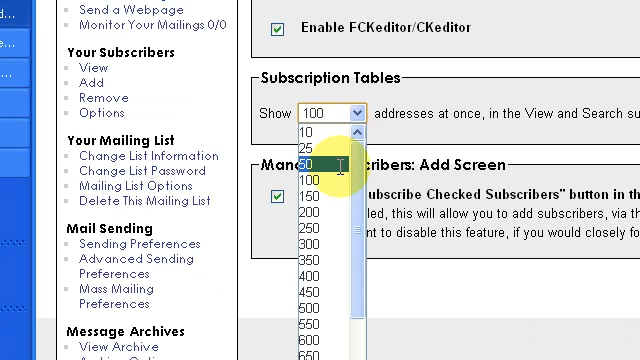 Send a Webpage
Monitor Your Mailings 0/0
Your Subscribers
View
Add
Remove
Options
Your Mailing List
Change List Information
Change List Password
Mailing List Options
Delete This Mailing List
Mail Sending
Sending Preferences
Advanced Sending
Preferences
Mass Mailing
Preferences
Message Archives
View Archive
Enable FCKeditor/CKeditor
Subscription Tables
Show 100 addresses at once, in the View and Search su
10
25
50
100
150
200
250
300
350
400
450
500
550
600
650
Mana scribers: Add Screen
ubscribe Checked Subscribers" button in th
led, this will allow you to add subscribers, via th
nt to disable this feature, if you would closely fo